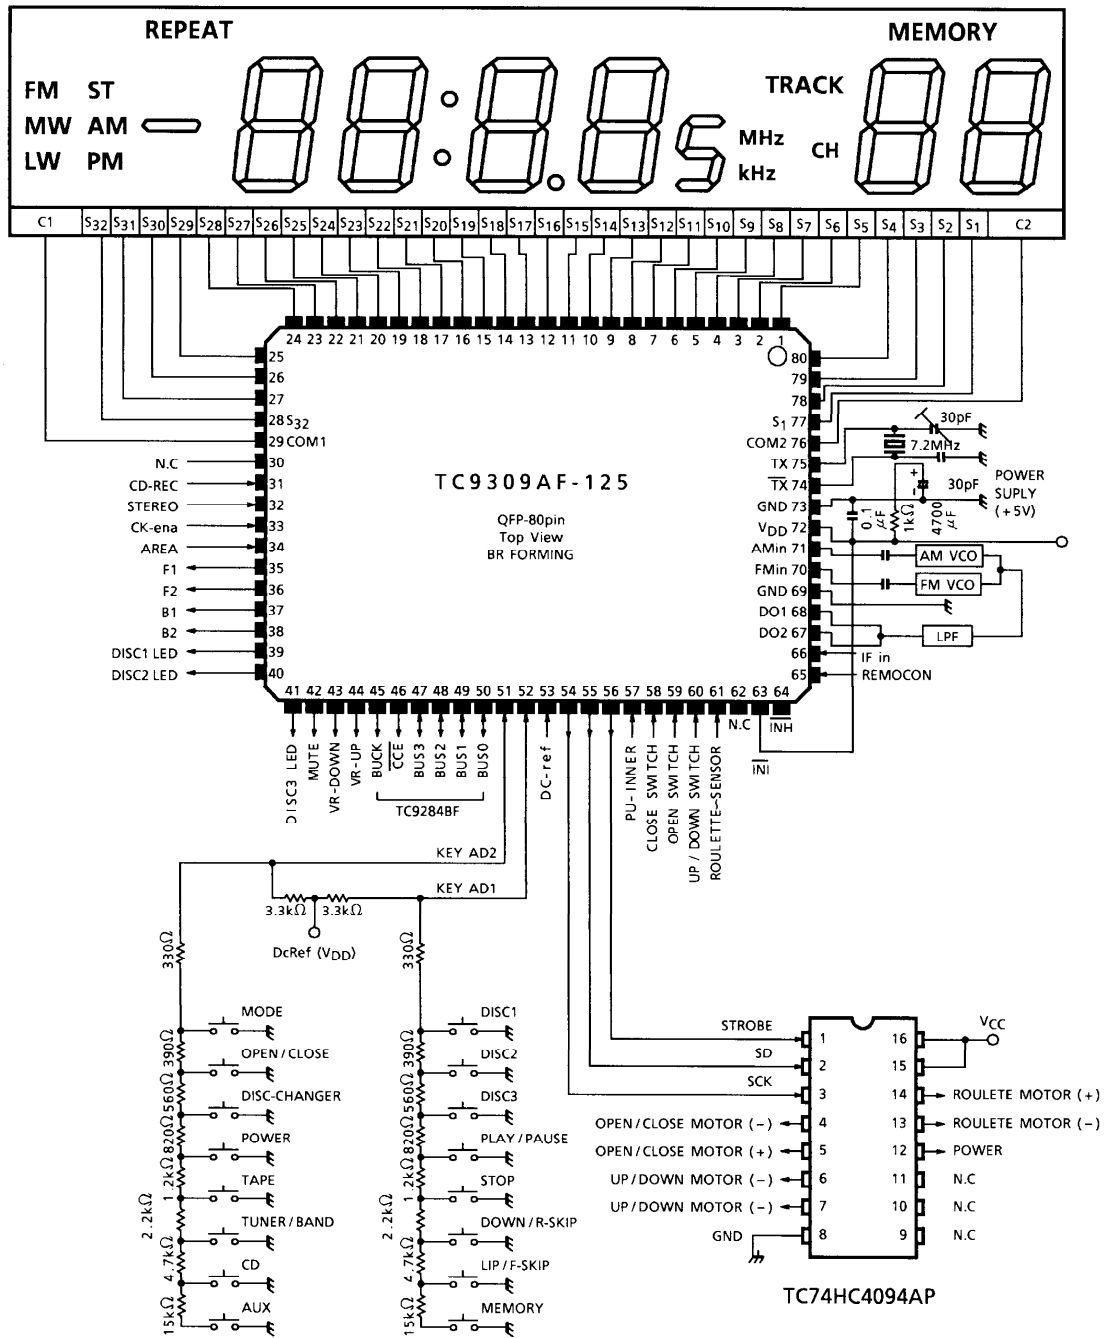 REPEAT
MEMORY
FM ST
MW AM
LW PM
TRACK
MHz
kHz
CH
C1 S32 S31 S30 S29 S28 S27 S26 S25 S24 S23 S22 S21 S20 S19 S18 S17 S16 S15 S14 S13 S12 S11 S10 S9 S8 S7 S6 S5 S4 S3 S2 S1 C2
24 23 22 21 20 19 18 17 16 15 14 13 12 11 10 9 8 7 6 5 4 3 2 1
25
26
27
28 S32
29 COM1
N.C 30
CD-REC 31
STEREO 32
CK-ena 33
AREA 34
F1 35
F2 36
B1 37
B2 38
DISC1 LED 39
DISC2 LED 40
TC9309AF-125
QFP-80pin
Top View
BR FORMING
80
79
78
S1 77
COM2 76
TX 75
TX 74
GND 73
VDD 72
AMin 71
FMin 70
GND 69
DO1 68
DO2 67
66 IF in
65 REMOCON
30pF
7.2MHz
30pF
+
-
0.1 μF
1kΩ
4700 μF
POWER
SUPLY
(+5V)
AM VCO
FM VCO
LPF
41 42 43 44 45 46 47 48 49 50 51 52 53 54 55 56 57 58 59 60 61 62 63 64
N.C
INH
INI
DISC3 LED
MUTE
VR-DOWN
VR-UP
BUCK
CCE
BUS3
BUS2
BUS1
BUS0
TC9284BF
DC-ref
PU-INNER
CLOSE SWITCH
OPEN SWITCH
UP/DOWN SWITCH
ROULETTE-SENSOR
KEY AD2
KEY AD1
3.3kΩ 3.3kΩ
DcRef (VDD)
330Ω
330Ω
MODE
390Ω
OPEN/CLOSE
560Ω
DISC-CHANGER
820Ω
POWER
1.2kΩ
TAPE
2.2kΩ
TUNER/BAND
4.7kΩ
CD
15kΩ
AUX
DISC1
390Ω
DISC2
560Ω
DISC3
820Ω
PLAY/PAUSE
1.2kΩ
STOP
2.2kΩ
DOWN/R-SKIP
4.7kΩ
LIP/F-SKIP
15kΩ
MEMORY
STROBE 1
SD 2
SCK 3
OPEN/CLOSE MOTOR (-) 4
OPEN/CLOSE MOTOR (+) 5
UP/DOWN MOTOR (-) 6
UP/DOWN MOTOR (-) 7
GND 8
16 VCC
15
14 ROULETE MOTOR (+)
13 ROULETE MOTOR (-)
12 POWER
11 N.C
10 N.C
9 N.C
TC74HC4094AP